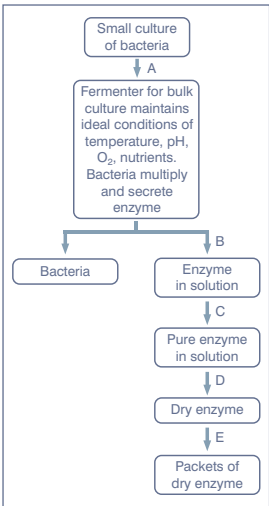 Small culture
of bacteria
A
Fermenter for bulk
culture maintains
ideal conditions of
temperature, pH,
O₂, nutrients.
Bacteria multiply
and secrete
enzyme
B
Bacteria
Enzyme
in solution
C
Pure enzyme
in solution
D
Dry enzyme
E
Packets of
dry enzyme